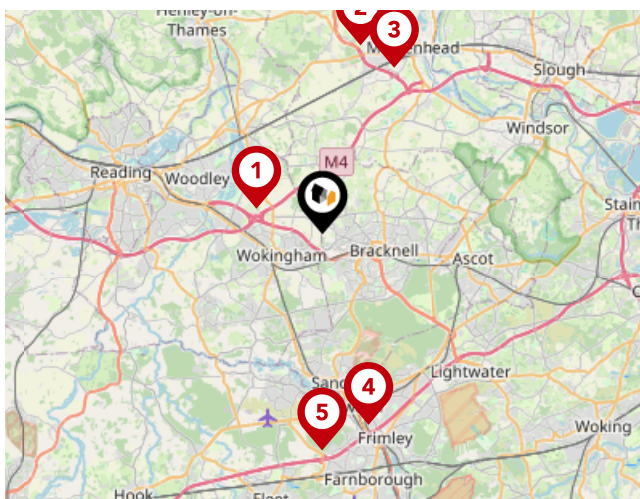 Henley-on-
Thames
2
3
Slough
Windsor
M4
1
Reading
Woodley
Wokingham
Bracknell
Ascot
4
Lightwater
5
Frimley
Woking
Farnborough
Hook